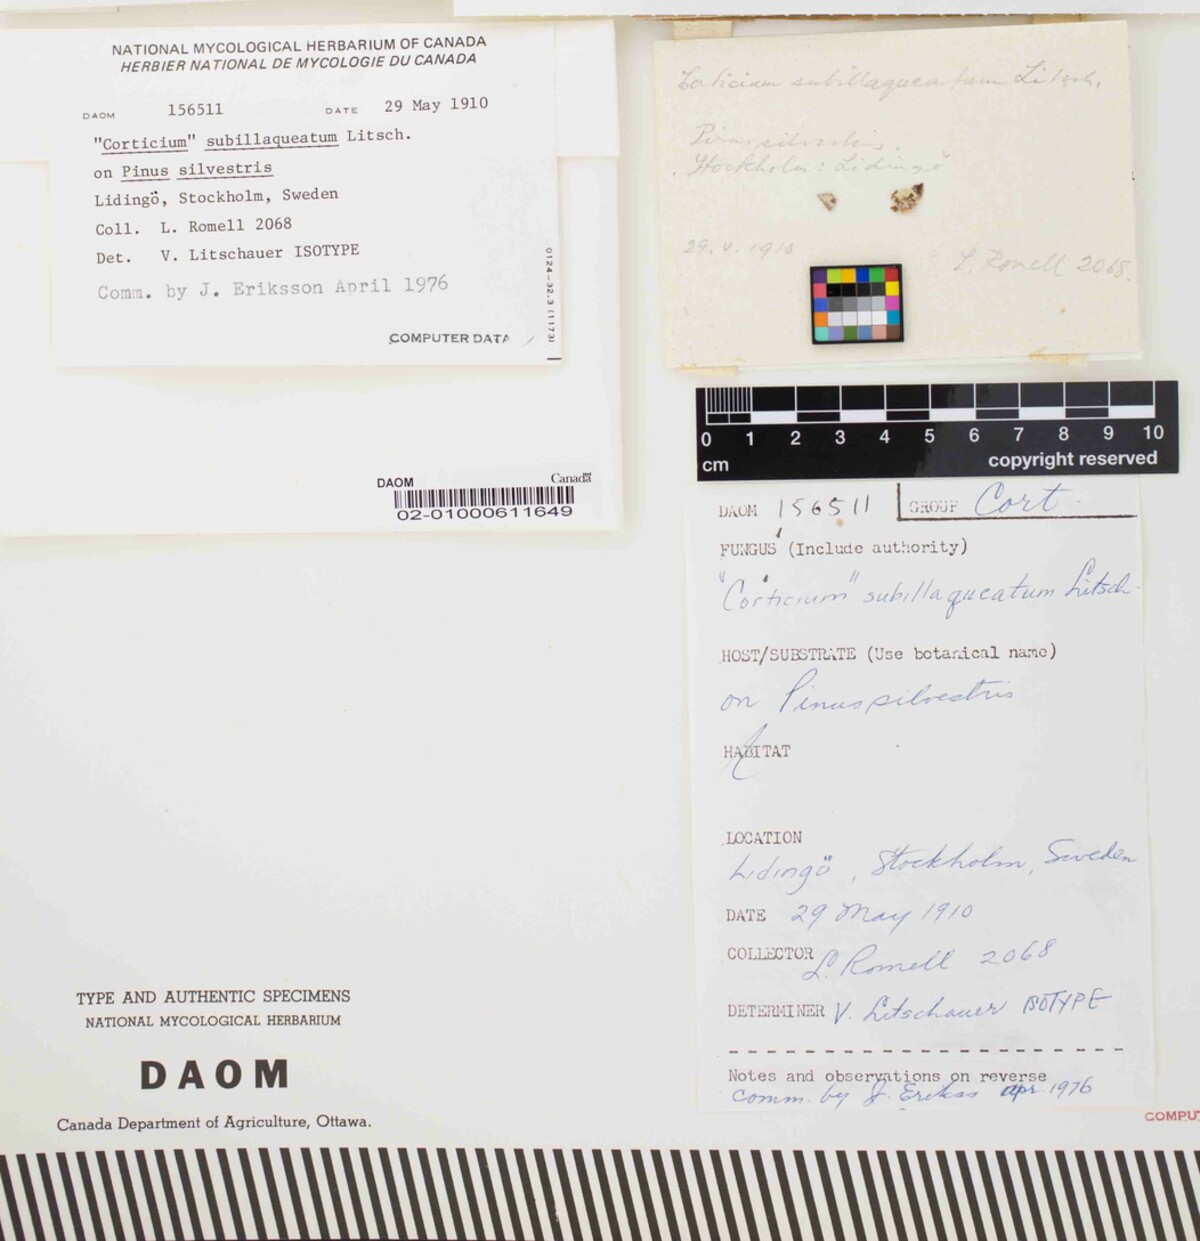 NATIONAL MYCOLOGICAL HERBARIUM OF CANADA
HERBIER NATIONAL DE MYCOLOGIE DU CANADA
DAOM 156511 DATE 29 May 1910
"Corticium" subillaqueatum Litsch.
on Pinus silvestris
Lidingö, Stockholm, Sweden
Coll. L. Romell 2068
Det. V. Litschauer ISOTYPE
Comm. by J. Eriksson April 1976
COMPUTER DATA
0124-32.3 (1173)
DAOM Canada
02-01000611649
Corticium subillaqueatum Litsch.
Pinus silvestris.
Stockholm: Lidingö
29. V. 1910
L. Romell 2068.
0 1 2 3 4 5 6 7 8 9 10
cm copyright reserved
DAOM 156511 GROUP Cort.
FUNGUS (Include authority)
"Corticium" subillaqueatum Litsch.
HOST/SUBSTRATE (Use botanical name)
on Pinus silvestris
HABITAT
LOCATION
Lidingö, Stockholm, Sweden
DATE 29 May 1910
COLLECTOR L. Romell 2068
DETERMINER V. Litschauer ISOTYPE
Notes and observations on reverse
comm. by J. Erikss apr 1976
COMPU
TYPE AND AUTHENTIC SPECIMENS
NATIONAL MYCOLOGICAL HERBARIUM
DAOM
Canada Department of Agriculture, Ottawa.